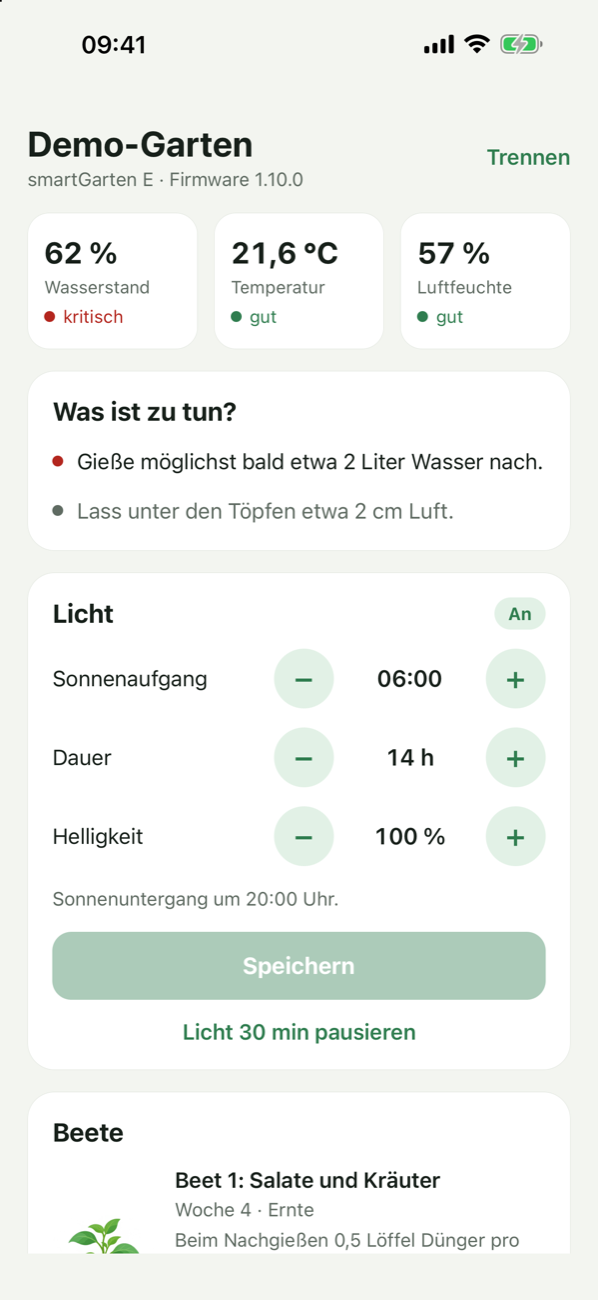 09:41
Demo-Garten
smartGarten E · Firmware 1.10.0
Trennen
62 %
Wasserstand
kritisch
21,6 °C
Temperatur
gut
57 %
Luftfeuchte
gut
Was ist zu tun?
Gieße möglichst bald etwa 2 Liter Wasser nach.
Lass unter den Töpfen etwa 2 cm Luft.
Licht
An
Sonnenaufgang − 06:00 +
Dauer − 14 h +
Helligkeit − 100 % +
Sonnenuntergang um 20:00 Uhr.
Speichern
Licht 30 min pausieren
Beete
Beet 1: Salate und Kräuter
Woche 4 · Ernte
Beim Nachgießen 0,5 Löffel Dünger pro